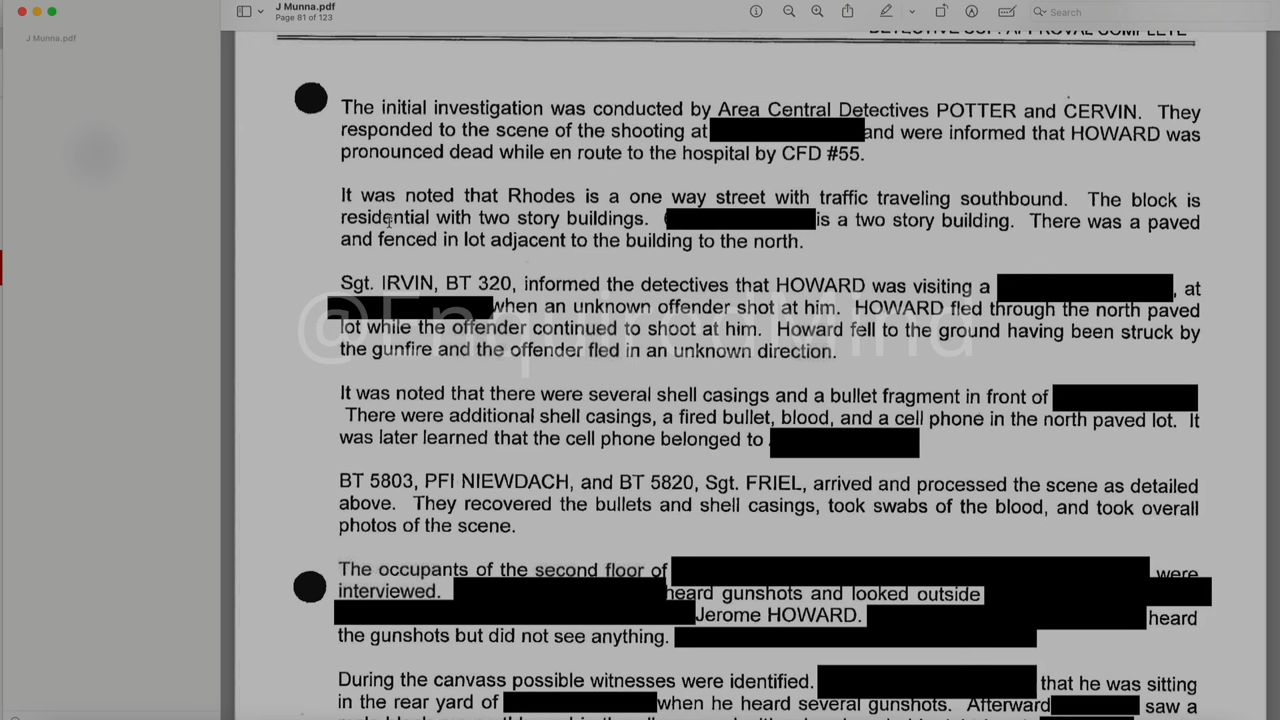 J Munna.pdf
Page 81 of 123
Search
J Munna.pdf
The initial investigation was conducted by Area Central Detectives POTTER and CERVIN. They
responded to the scene of the shooting at and were informed that HOWARD was
pronounced dead while en route to the hospital by CFD #55.
It was noted that Rhodes is a one way street with traffic traveling southbound. The block is
residential with two story buildings. is a two story building. There was a paved
and fenced in lot adjacent to the building to the north.
Sgt. IRVIN, BT 320, informed the detectives that HOWARD was visiting a , at
when an unknown offender shot at him. HOWARD fled through the north paved
lot while the offender continued to shoot at him. Howard fell to the ground having been struck by
the gunfire and the offender fled in an unknown direction.
@EnquiredMind
It was noted that there were several shell casings and a bullet fragment in front of
There were additional shell casings, a fired bullet, blood, and a cell phone in the north paved lot. It
was later learned that the cell phone belonged to
BT 5803, PFI NIEWDACH, and BT 5820, Sgt. FRIEL, arrived and processed the scene as detailed
above. They recovered the bullets and shell casings, took swabs of the blood, and took overall
photos of the scene.
The occupants of the second floor of were
interviewed. heard gunshots and looked outside
Jerome HOWARD. heard
the gunshots but did not see anything.
During the canvass possible witnesses were identified. that he was sitting
in the rear yard of when he heard several gunshots. Afterward saw a